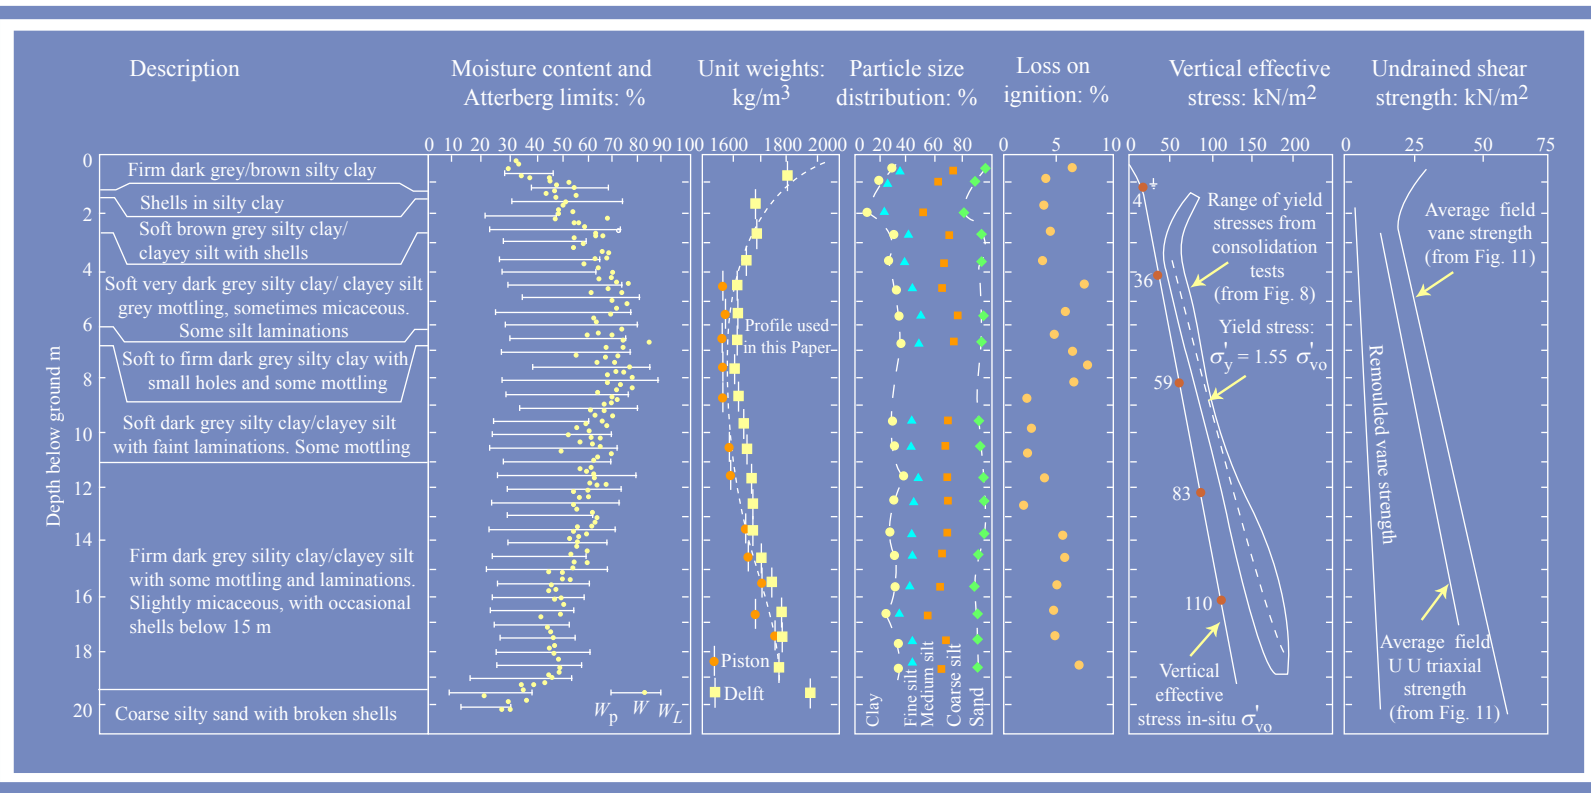 Description
Moisture content and
Atterberg limits: %
Unit weights:
kg/m3
Particle size
distribution: %
Loss on
ignition: %
Vertical effective
stress: kN/m2
Undrained shear
strength: kN/m2
0 10 20 30 40 50 60 70 80 90 100
1600 1800 2000
0 20 40 60 80
0 5 10
0 50 100 150 200
0 25 50 75
Depth below ground m
0
2
4
6
8
10
12
14
16
18
20
Firm dark grey/brown silty clay
Shells in silty clay
Soft brown grey silty clay/
clayey silt with shells
Soft very dark grey silty clay/ clayey silt
grey mottling, sometimes micaceous.
Some silt laminations
Soft to firm dark grey silty clay with
small holes and some mottling
Soft dark grey silty clay/clayey silt
with faint laminations. Some mottling
Firm dark grey sility clay/clayey silt
with some mottling and laminations.
Slightly micaceous, with occasional
shells below 15 m
Coarse silty sand with broken shells
Wp W WL
Profile used
in this Paper
Piston
Delft
Clay
Fine silt
Medium silt
Coarse silt
Sand
4
36
59
83
110
Range of yield
stresses from
consolidation
tests
(from Fig. 8)
Yield stress:
σ'y = 1.55 σ'vo
Vertical
effective
stress in-situ σ'vo
Remoulded vane strength
Average field
vane strength
(from Fig. 11)
Average field
U U triaxial
strength
(from Fig. 11)